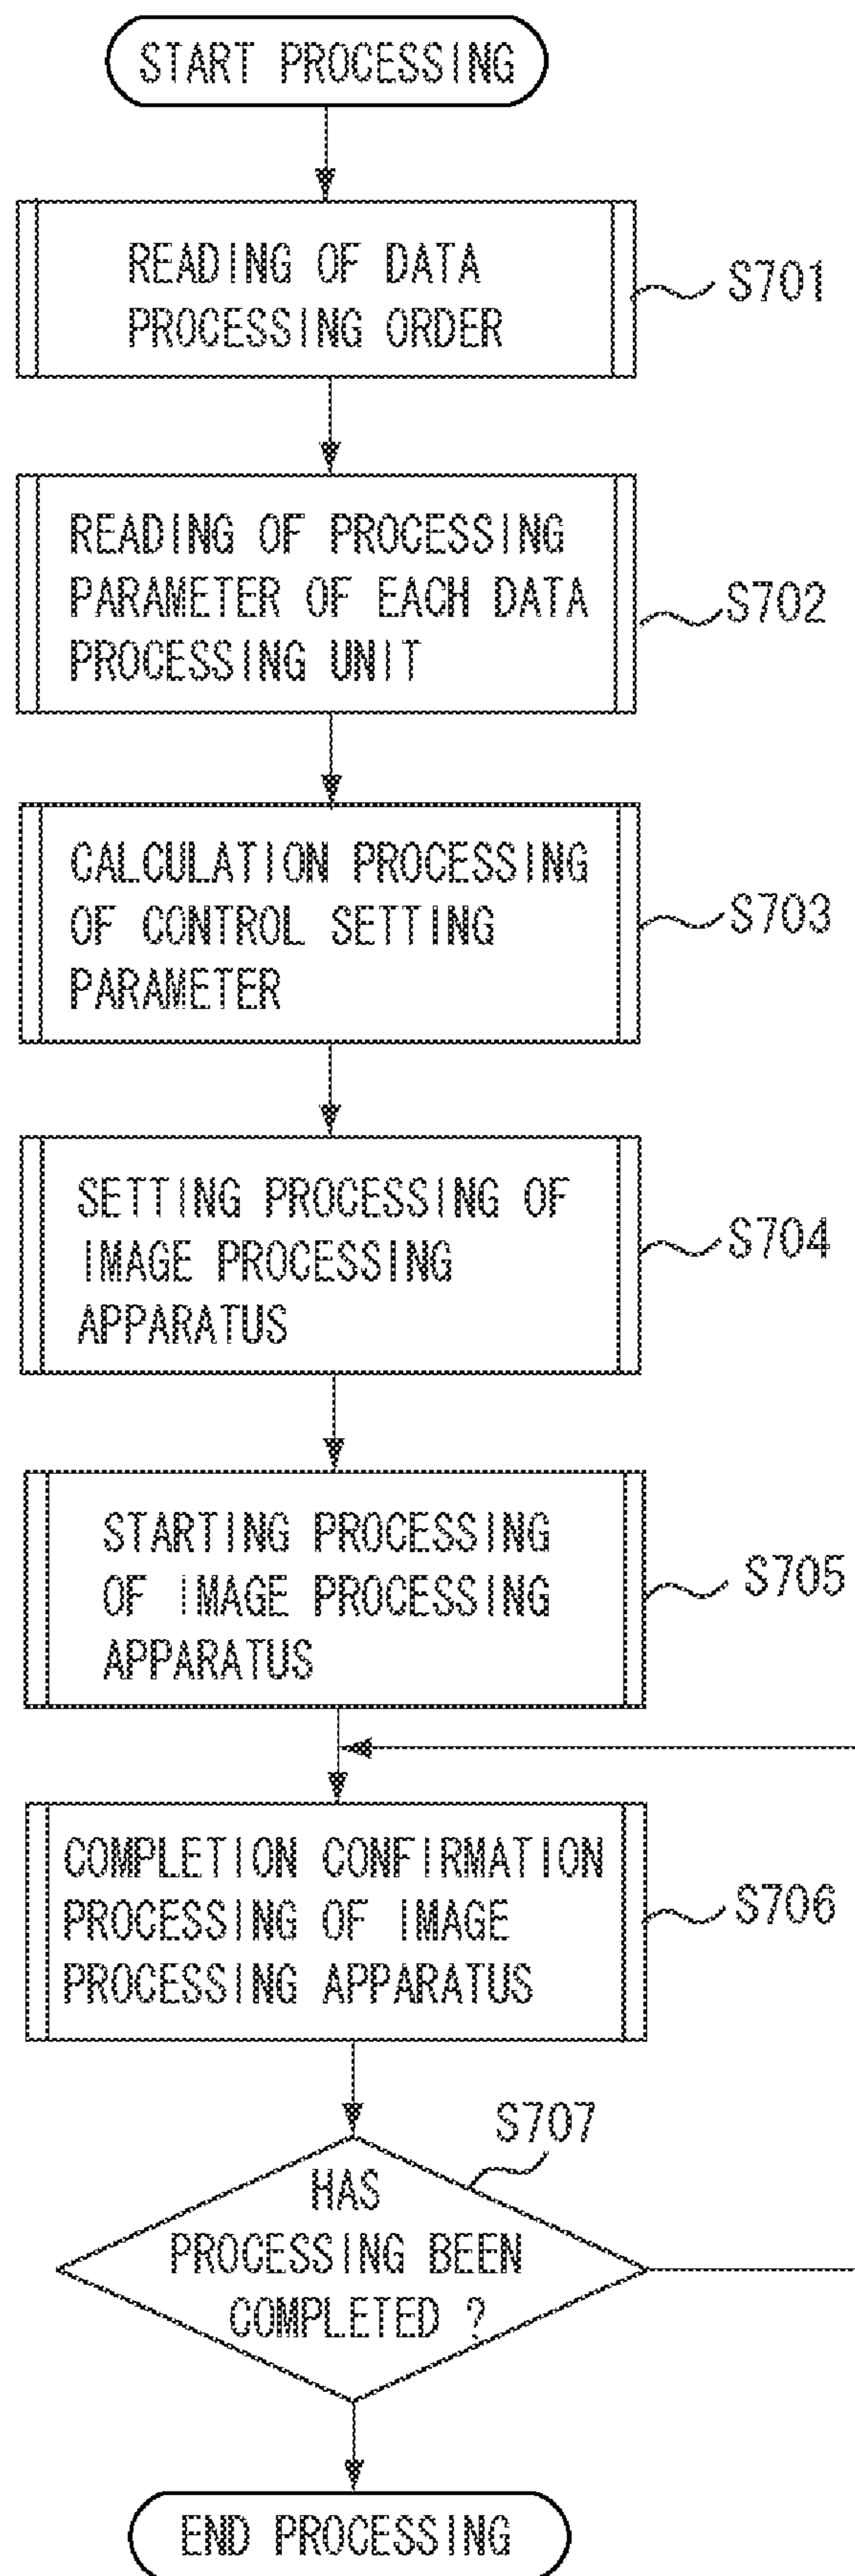 START PROCESSING
READING OF DATA
PROCESSING ORDER
S701
READING OF PROCESSING
PARAMETER OF EACH DATA
PROCESSING UNIT
S702
CALCULATION PROCESSING
OF CONTROL SETTING
PARAMETER
S703
SETTING PROCESSING OF
IMAGE PROCESSING
APPARATUS
S704
STARTING PROCESSING
OF IMAGE PROCESSING
APPARATUS
S705
COMPLETION CONFIRMATION
PROCESSING OF IMAGE
PROCESSING APPARATUS
S706
S707
HAS
PROCESSING BEEN
COMPLETED ?
END PROCESSING